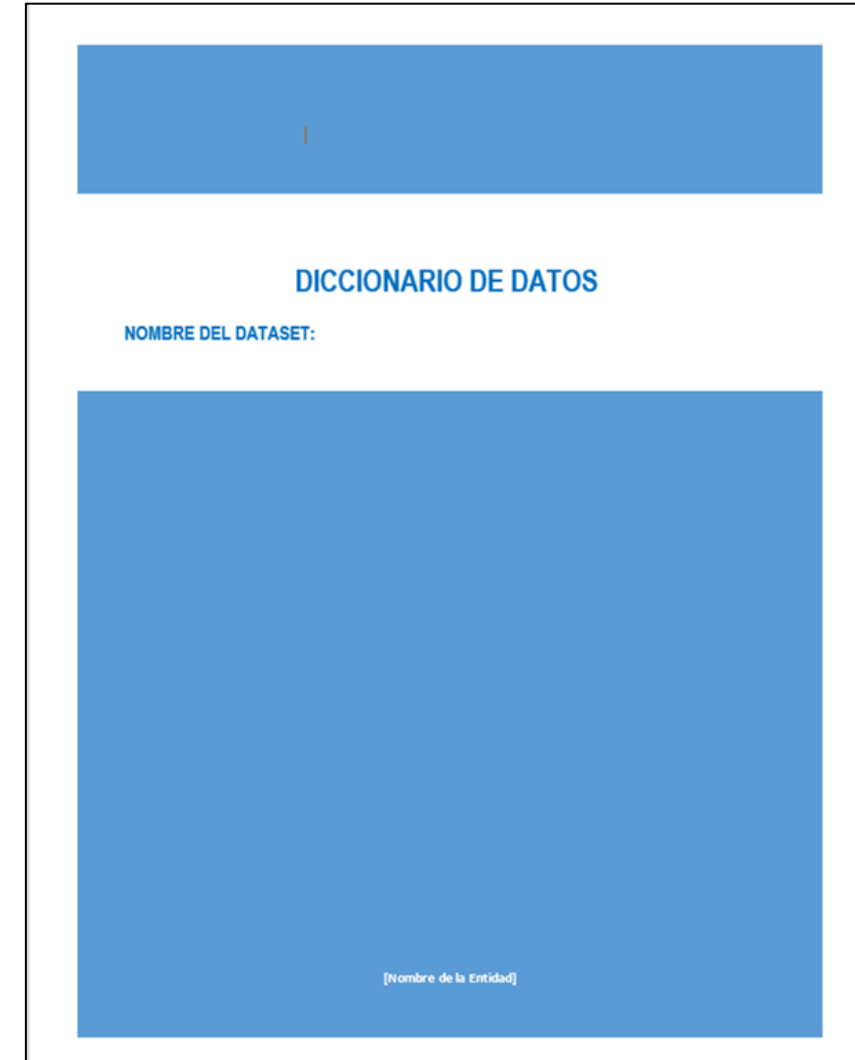 DICCIONARIO DE DATOS
NOMBRE DEL DATASET:
[Nombre de la Entidad]